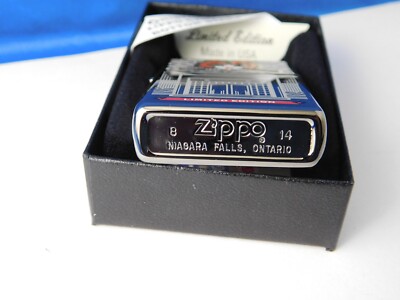 Limited Edition
Made in USA
LIMITED EDITION
8 Zippo® 14
NIAGARA FALLS, ONTARIO